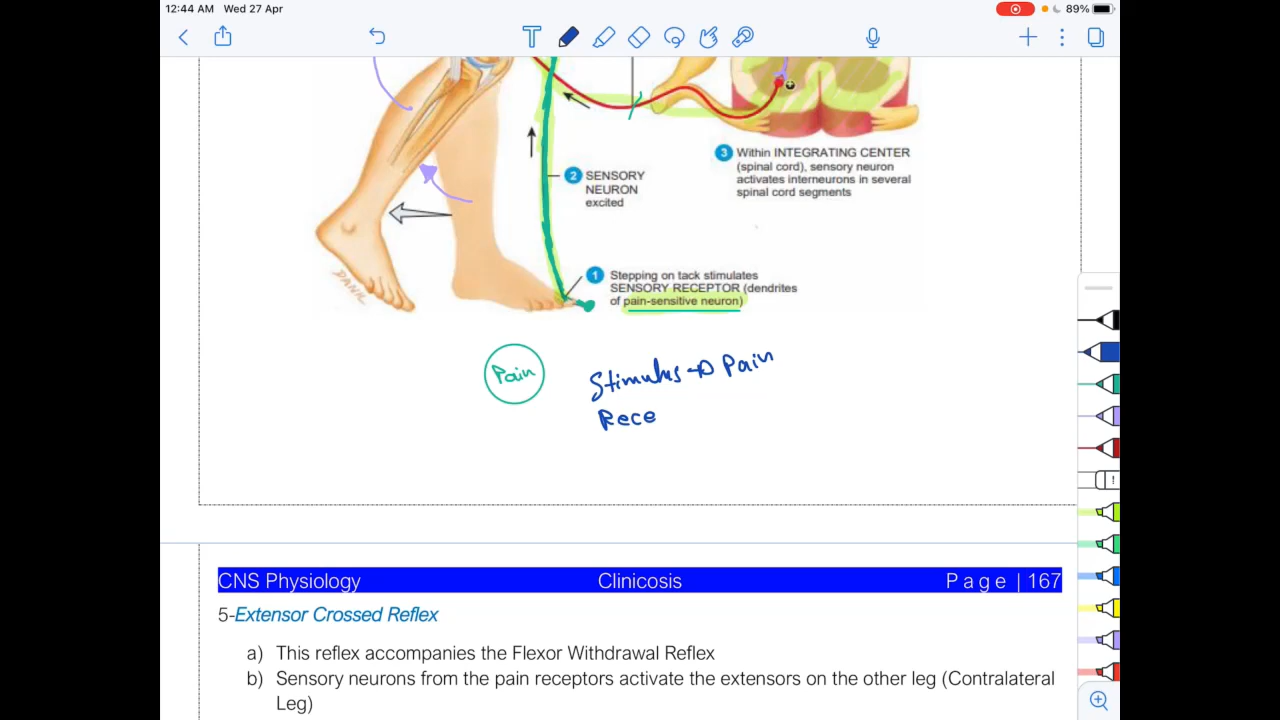 12:44 AM Wed 27 Apr
89%
3 Within INTEGRATING CENTER
(spinal cord), sensory neuron
activates interneurons in several
spinal cord segments
2 SENSORY
NEURON
excited
1 Stepping on tack stimulates
SENSORY RECEPTOR (dendrites
of pain-sensitive neuron)
DANK
Pain
Stimulus → Pain
Rece
CNS Physiology Clinicosis Page | 167
5-Extensor Crossed Reflex
a) This reflex accompanies the Flexor Withdrawal Reflex
b) Sensory neurons from the pain receptors activate the extensors on the other leg (Contralateral
Leg)